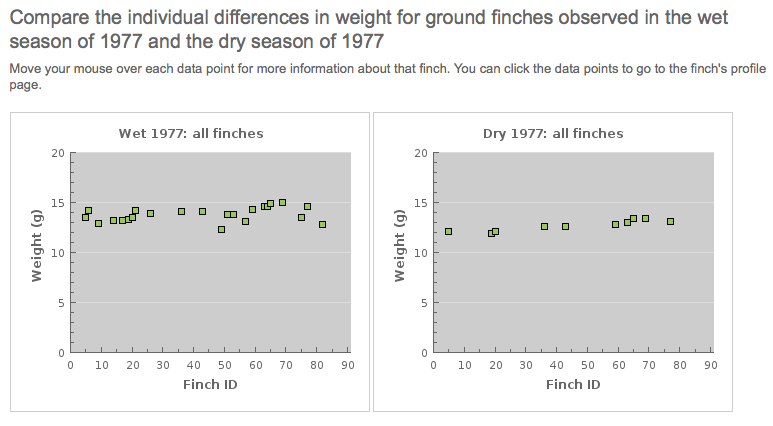 Compare the individual differences in weight for ground finches observed in the wet
season of 1977 and the dry season of 1977
Move your mouse over each data point for more information about that finch. You can click the data points to go to the finch's profile
page.
Wet 1977: all finches
20
15
10
5
0
Weight (g)
0 10 20 30 40 50 60 70 80 90
Finch ID
Dry 1977: all finches
20
15
10
5
0
Weight (g)
0 10 20 30 40 50 60 70 80 90
Finch ID